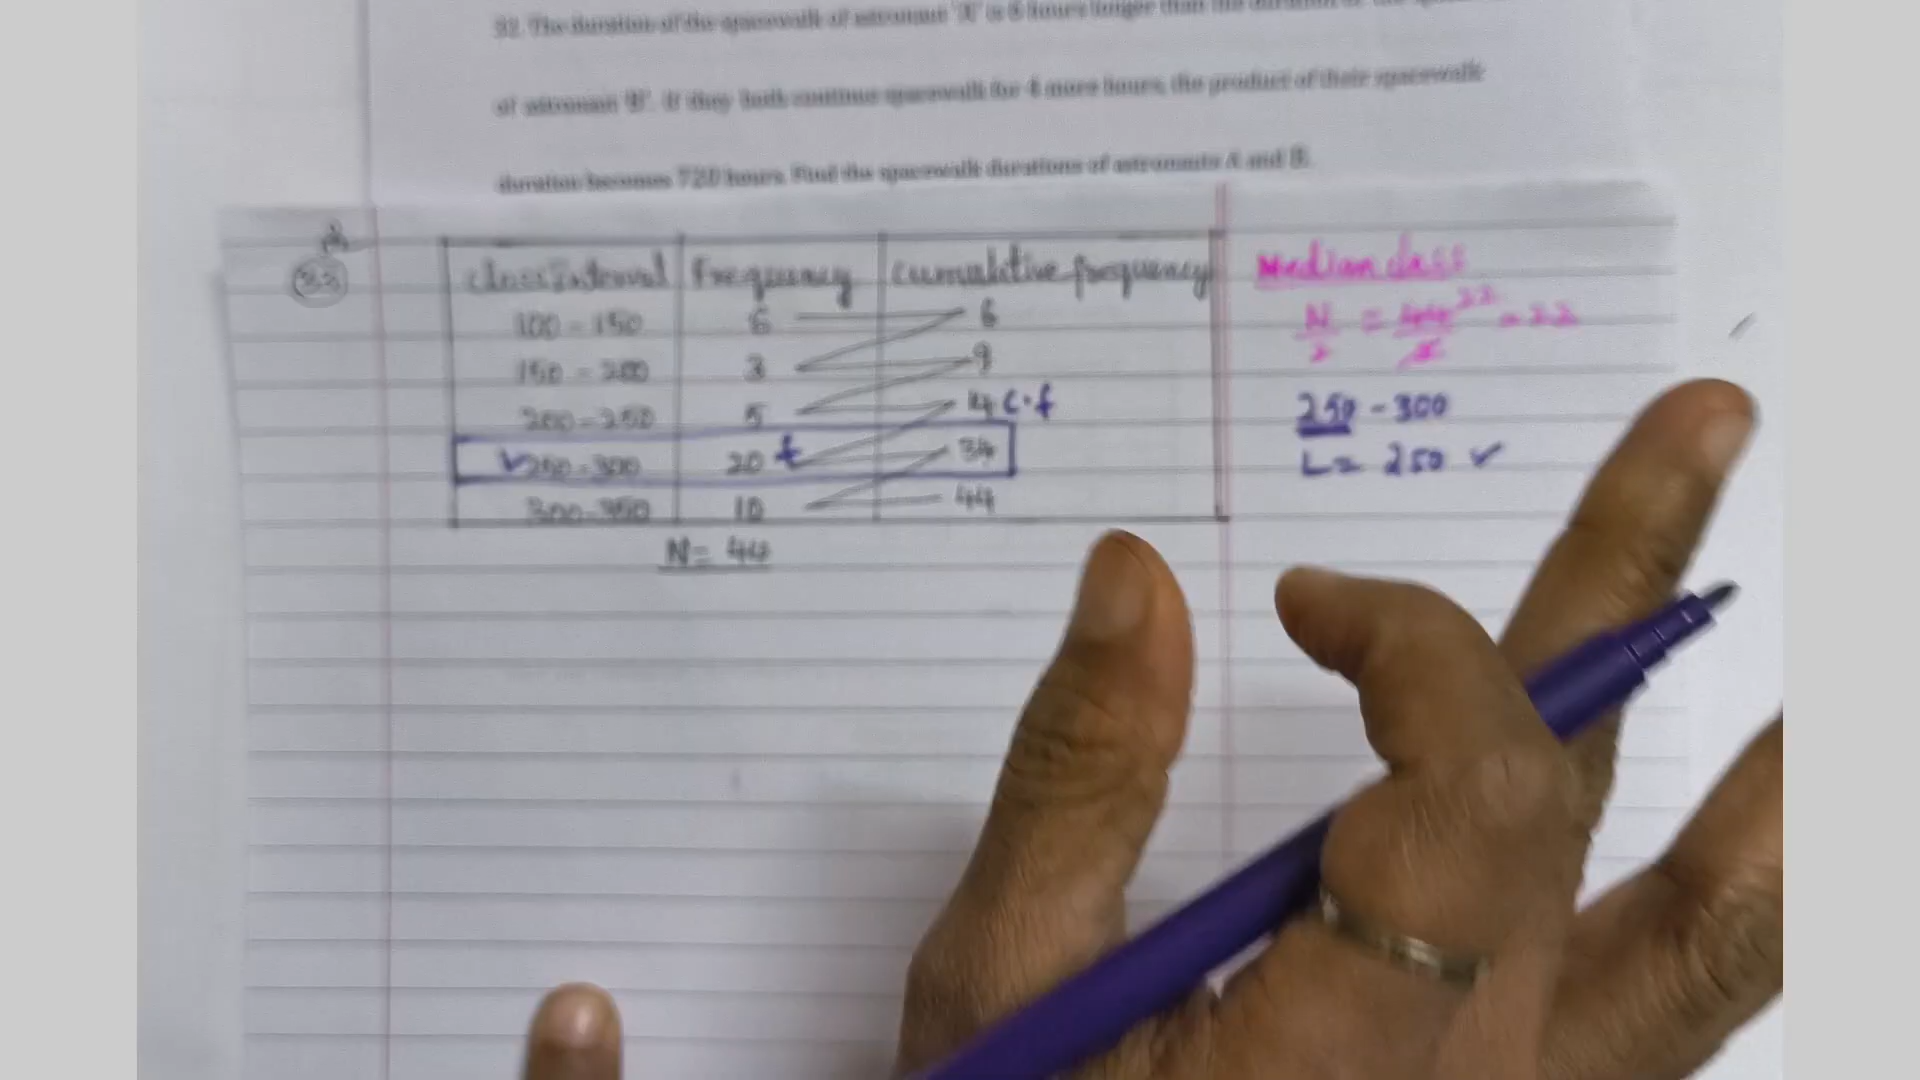 32. The duration of the spacewalk of astronaut 'A' is 6 hours longer than the duration of the
of astronaut 'B'. If they both continue spacewalk for 4 more hours, the product of their spacewalk
duration becomes 720 hours. Find the spacewalk durations of astronauts A and B.
33
Class Interval Frequency Cumulative frequency
100 - 150 6 6
150 - 200 3 9
200 - 250 5 14 c.f
250 - 300 20 f 34
300 - 350 10 44
N = 44
Median class
N/2 = 44/2 22 = 22
250 - 300
L = 250 ✓